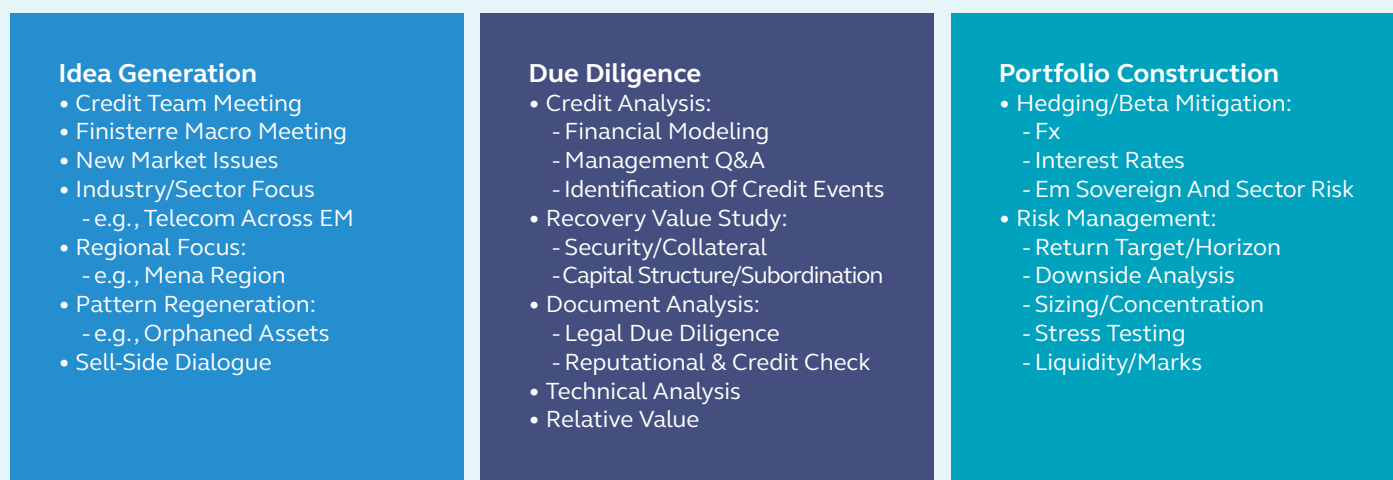 Idea Generation
• Credit Team Meeting
• Finisterre Macro Meeting
• New Market Issues
• Industry/Sector Focus
- e.g., Telecom Across EM
• Regional Focus:
- e.g., Mena Region
• Pattern Regeneration:
- e.g., Orphaned Assets
• Sell-Side Dialogue
Due Diligence
• Credit Analysis:
- Financial Modeling
- Management Q&A
- Identification Of Credit Events
• Recovery Value Study:
- Security/Collateral
- Capital Structure/Subordination
• Document Analysis:
- Legal Due Diligence
- Reputational & Credit Check
• Technical Analysis
• Relative Value
Portfolio Construction
• Hedging/Beta Mitigation:
- Fx
- Interest Rates
- Em Sovereign And Sector Risk
• Risk Management:
- Return Target/Horizon
- Downside Analysis
- Sizing/Concentration
- Stress Testing
- Liquidity/Marks